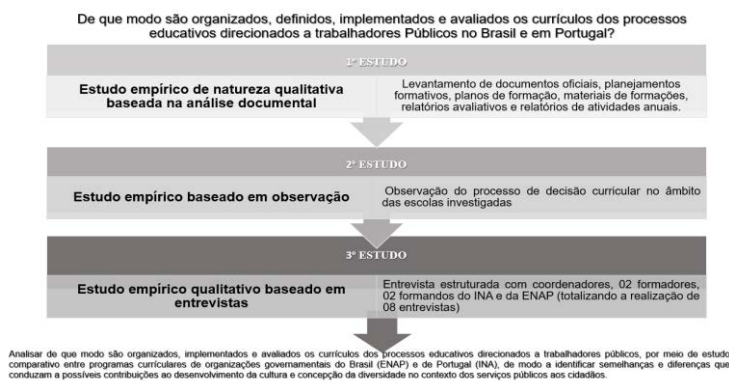 De que modo são organizados, definidos, implementados e avaliados os currículos dos processos
educativos direcionados a trabalhadores Públicos no Brasil e em Portugal?
1º ESTUDO
Estudo empírico de natureza qualitativa
baseada na análise documental
Levantamento de documentos oficiais, planejamentos
formativos, planos de formação, materiais de formações,
relatórios avaliativos e relatórios de atividades anuais.
2º ESTUDO
Estudo empírico baseado em observação
Observação do processo de decisão curricular no âmbito
das escolas investigadas
3º ESTUDO
Estudo empírico qualitativo baseado em
entrevistas
Entrevista estruturada com coordenadores, 02 formadores,
02 formandos do INA e da ENAP (totalizando a realização de
08 entrevistas)
Analisar de que modo são organizados, implementados e avaliados os currículos dos processos educativos direcionados a trabalhadores públicos, por meio de estudo
comparativo entre programas curriculares de organizações governamentais do Brasil (ENAP) e de Portugal (INA), de modo a identificar semelhanças e diferenças que
conduzam a possíveis contribuições ao desenvolvimento da cultura e concepção da diversidade no contexto dos serviços públicos aos cidadãos.